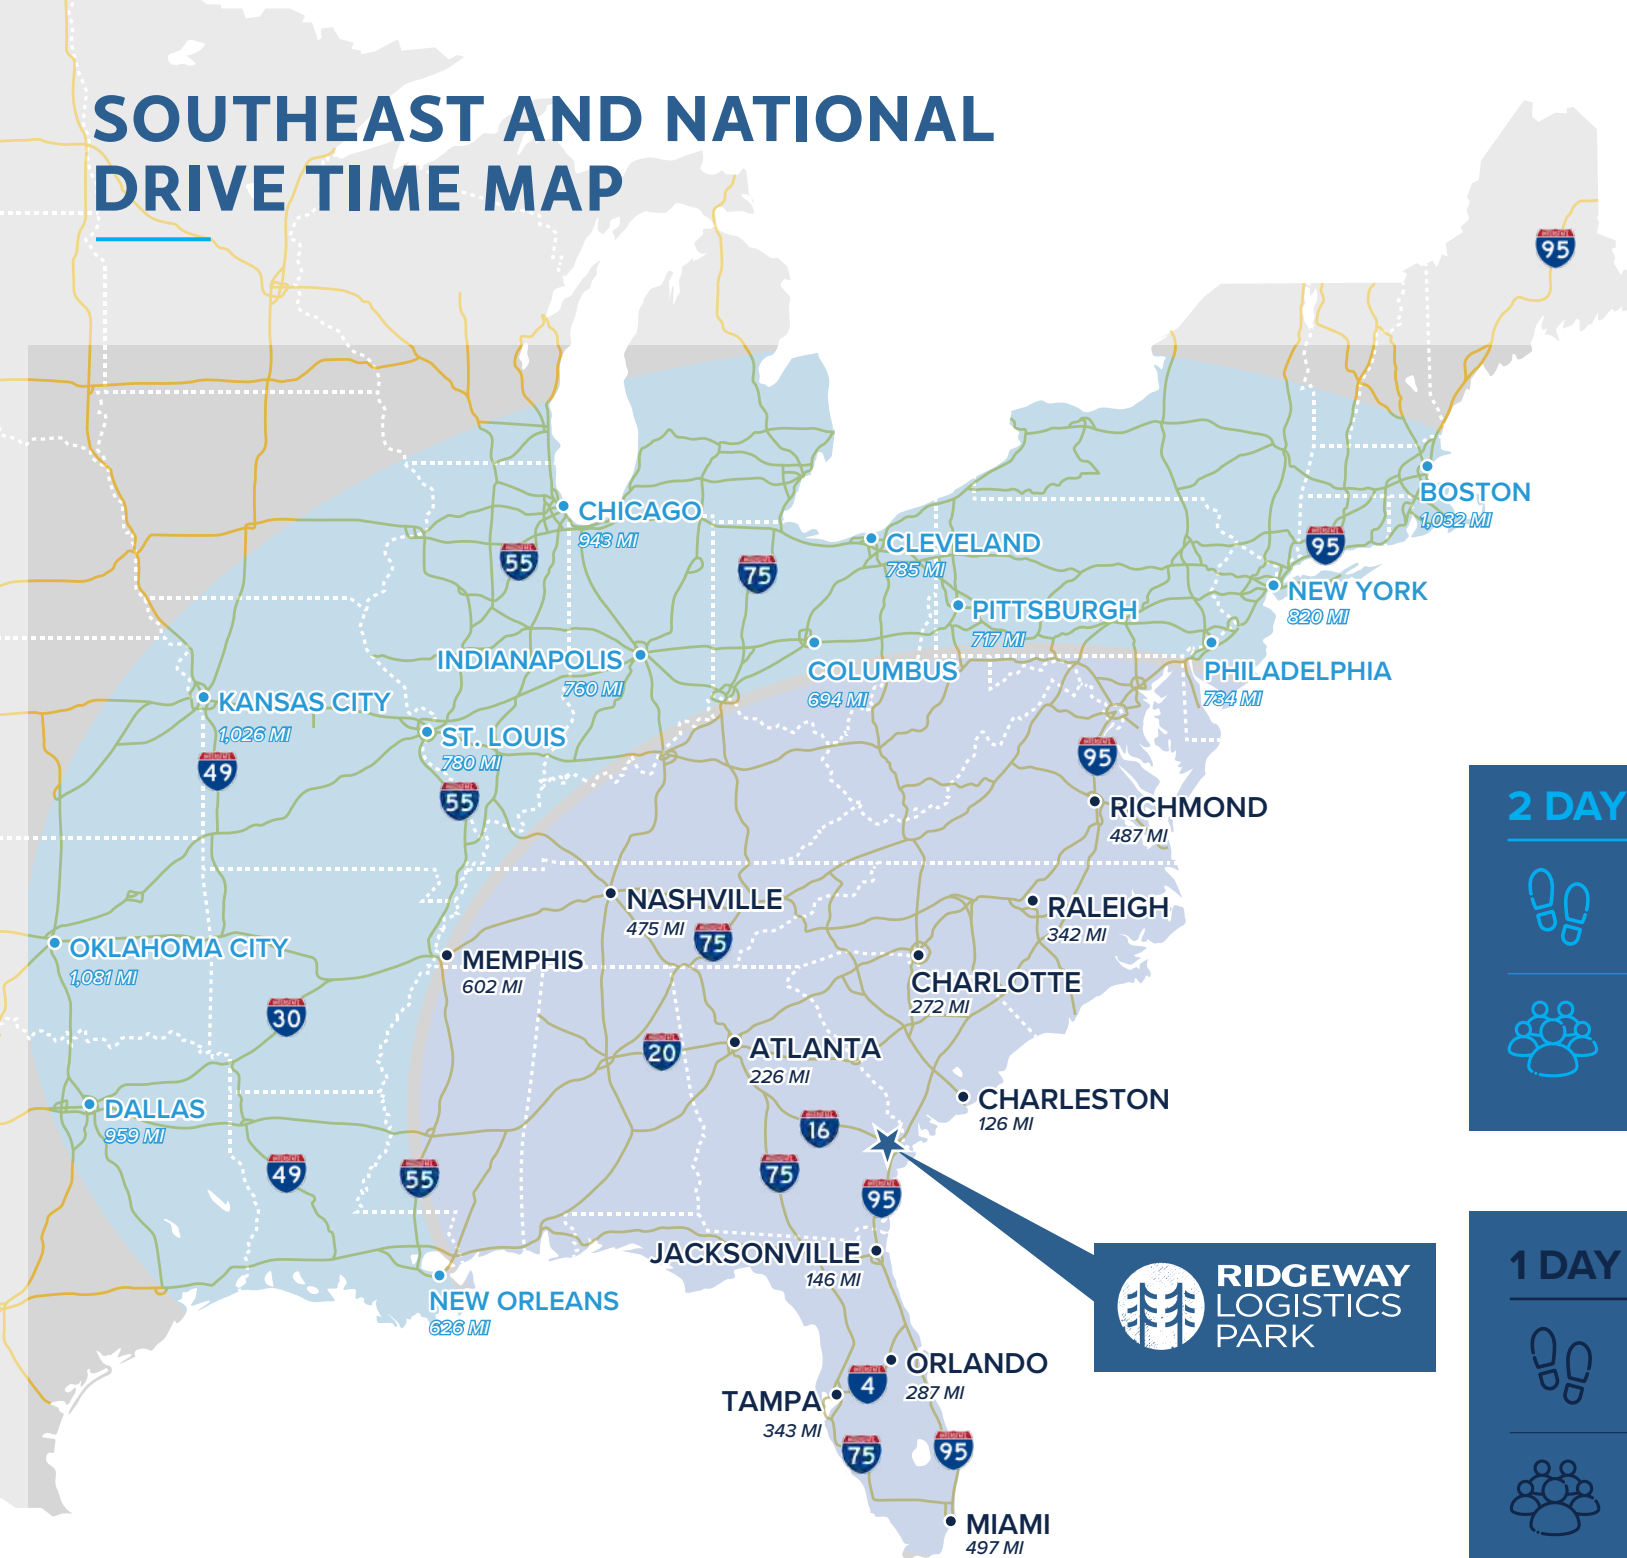 SOUTHEAST AND NATIONAL
DRIVE TIME MAP
95
CHICAGO
943 MI
55
75
CLEVELAND
785 MI
BOSTON
1,032 MI
95
NEW YORK
820 MI
PITTSBURGH
717 MI
INDIANAPOLIS
760 MI
COLUMBUS
694 MI
PHILADELPHIA
734 MI
KANSAS CITY
1,026 MI
49
ST. LOUIS
780 MI
55
95
RICHMOND
487 MI
2 DAY
NASHVILLE
475 MI
75
RALEIGH
342 MI
OKLAHOMA CITY
1,081 MI
MEMPHIS
602 MI
CHARLOTTE
272 MI
30
20
ATLANTA
226 MI
DALLAS
959 MI
CHARLESTON
126 MI
16
49
55
75
95
JACKSONVILLE
146 MI
NEW ORLEANS
626 MI
RIDGEWAY
LOGISTICS
PARK
1 DAY
ORLANDO
287 MI
4
TAMPA
343 MI
75
95
MIAMI
497 MI